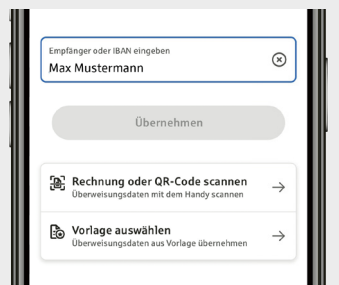 Empfänger oder IBAN eingeben
Max Mustermann
Übernehmen
Rechnung oder QR-Code scannen
Überweisungsdaten mit dem Handy scannen
Vorlage auswählen
Überweisungsdaten aus Vorlage übernehmen